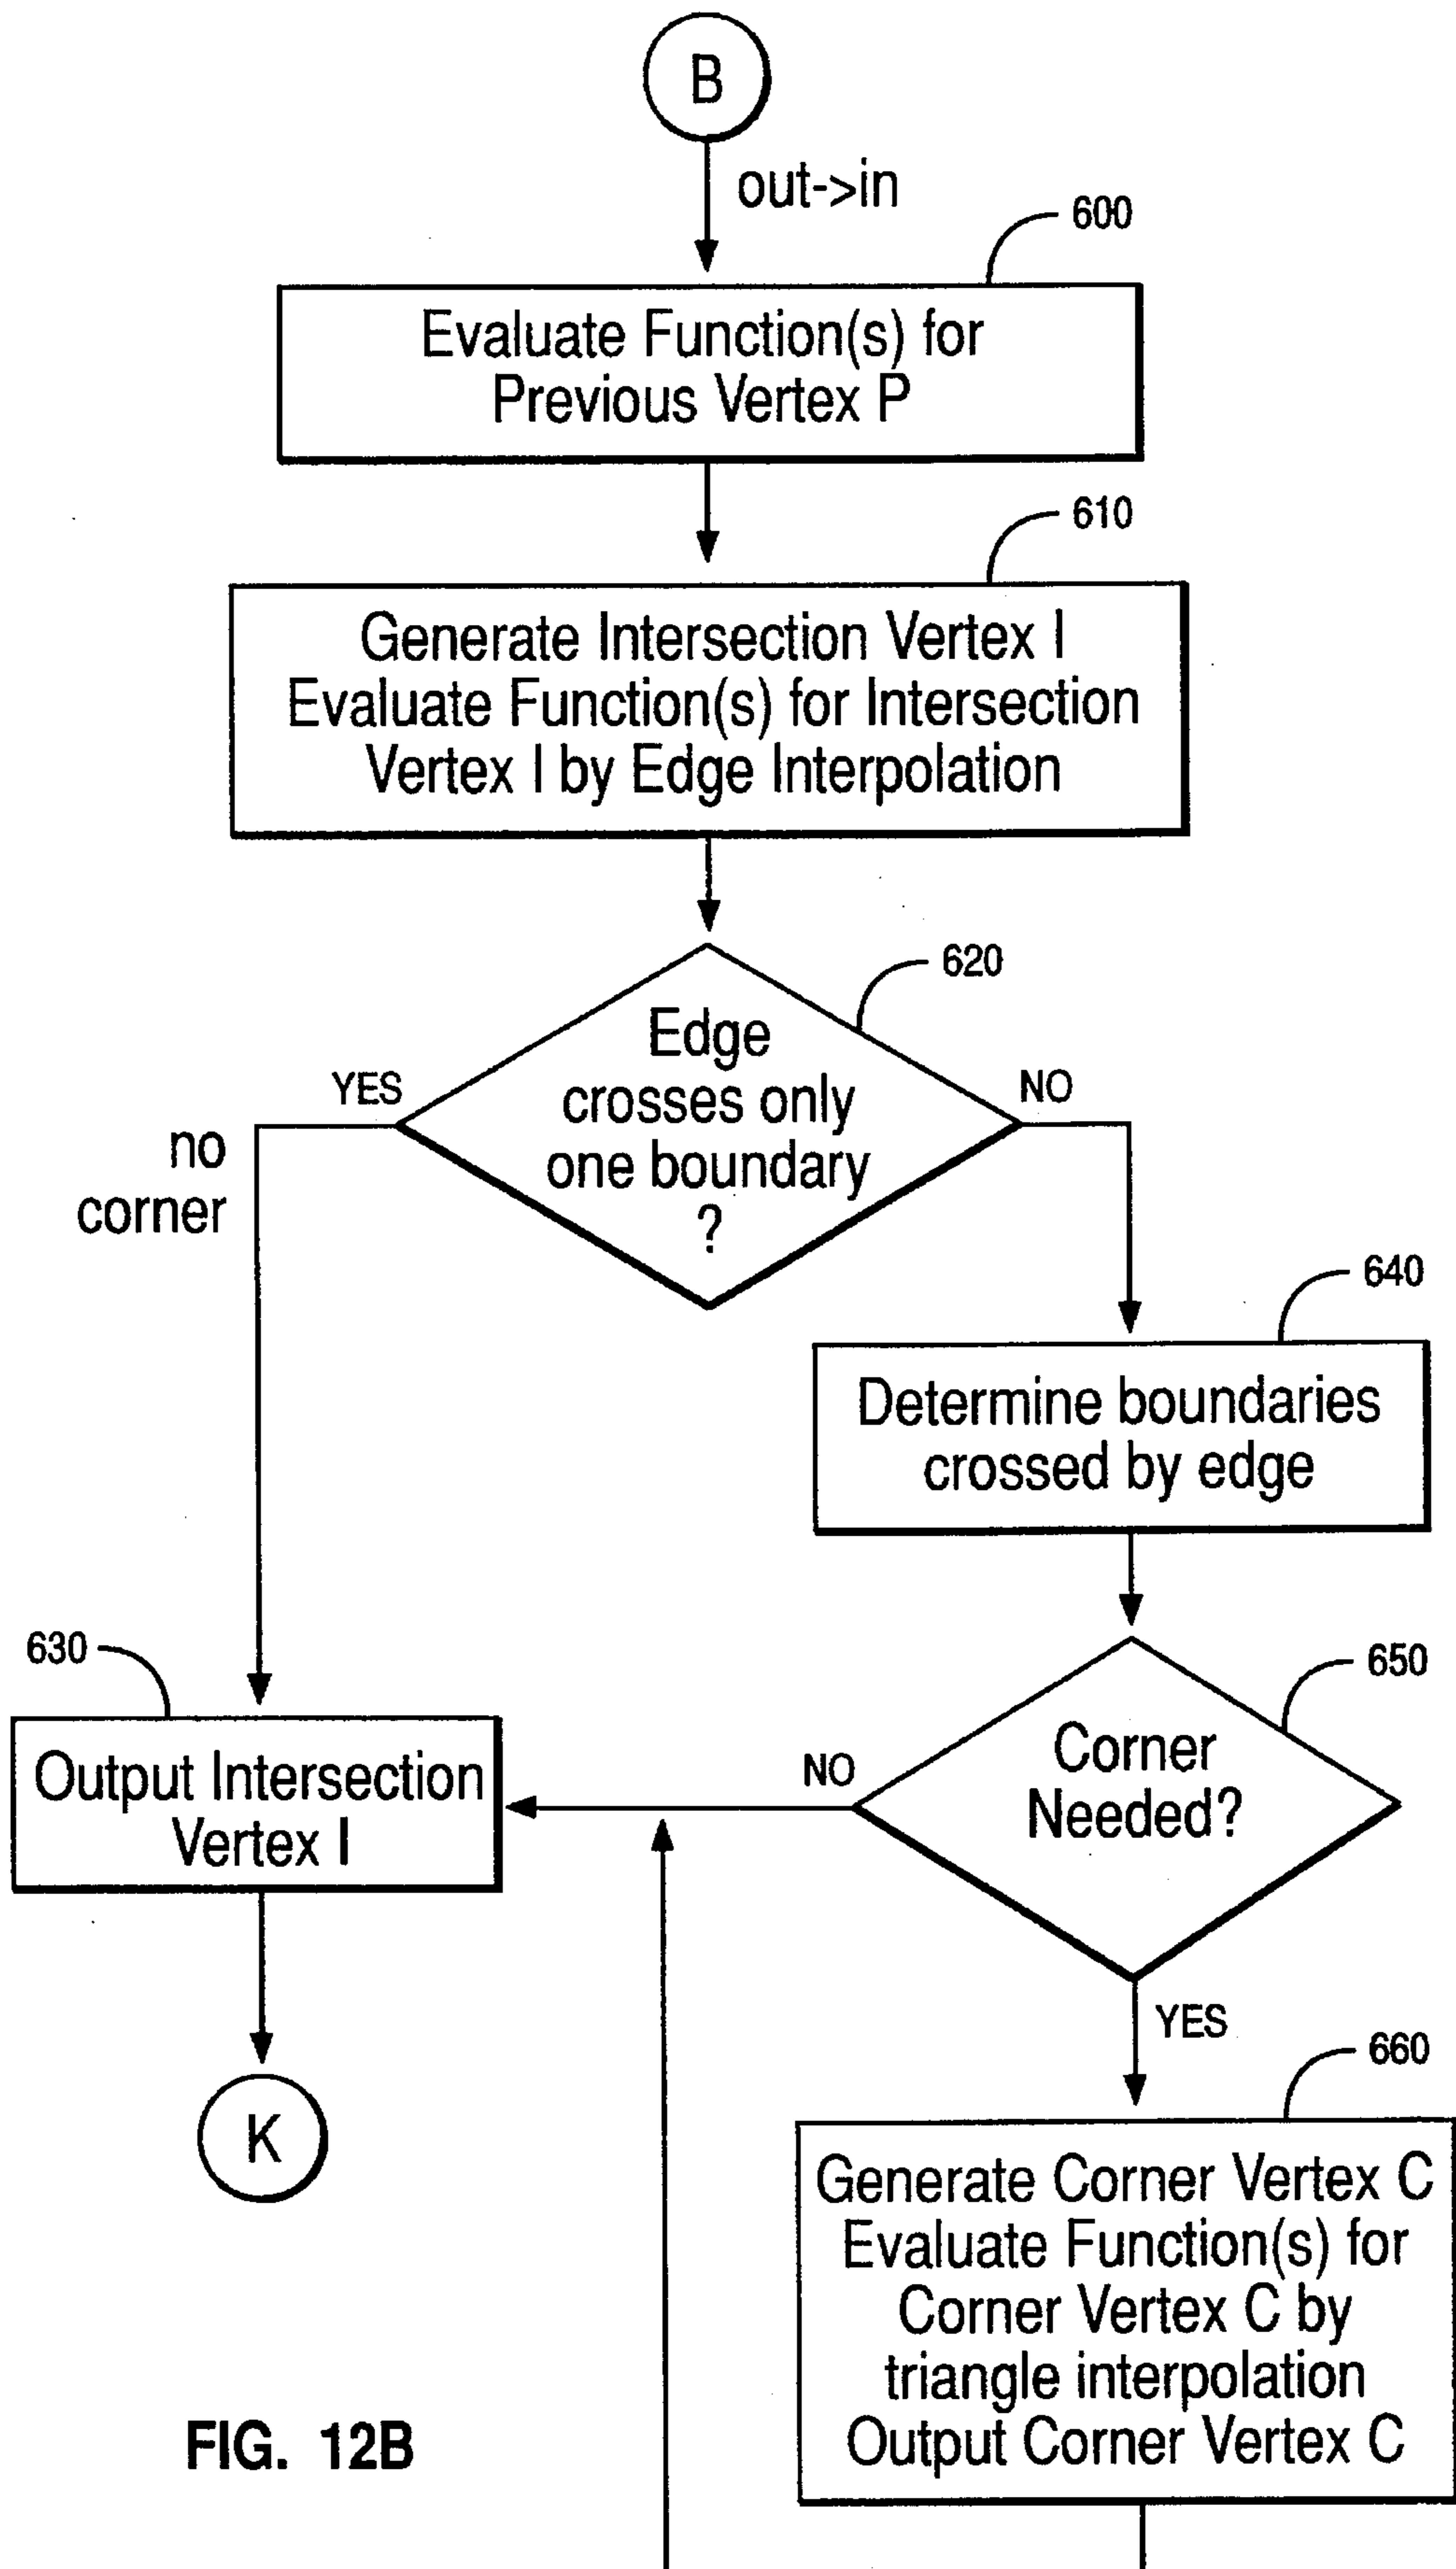 B
out->in
600
Evaluate Function(s) for
Previous Vertex P
610
Generate Intersection Vertex I
Evaluate Function(s) for Intersection
Vertex I by Edge Interpolation
620
Edge
crosses only
one boundary
?
YES
NO
no
corner
640
Determine boundaries
crossed by edge
630
Output Intersection
Vertex I
650
Corner
Needed?
NO
YES
K
660
Generate Corner Vertex C
Evaluate Function(s) for
Corner Vertex C by
triangle interpolation
Output Corner Vertex C
FIG. 12B